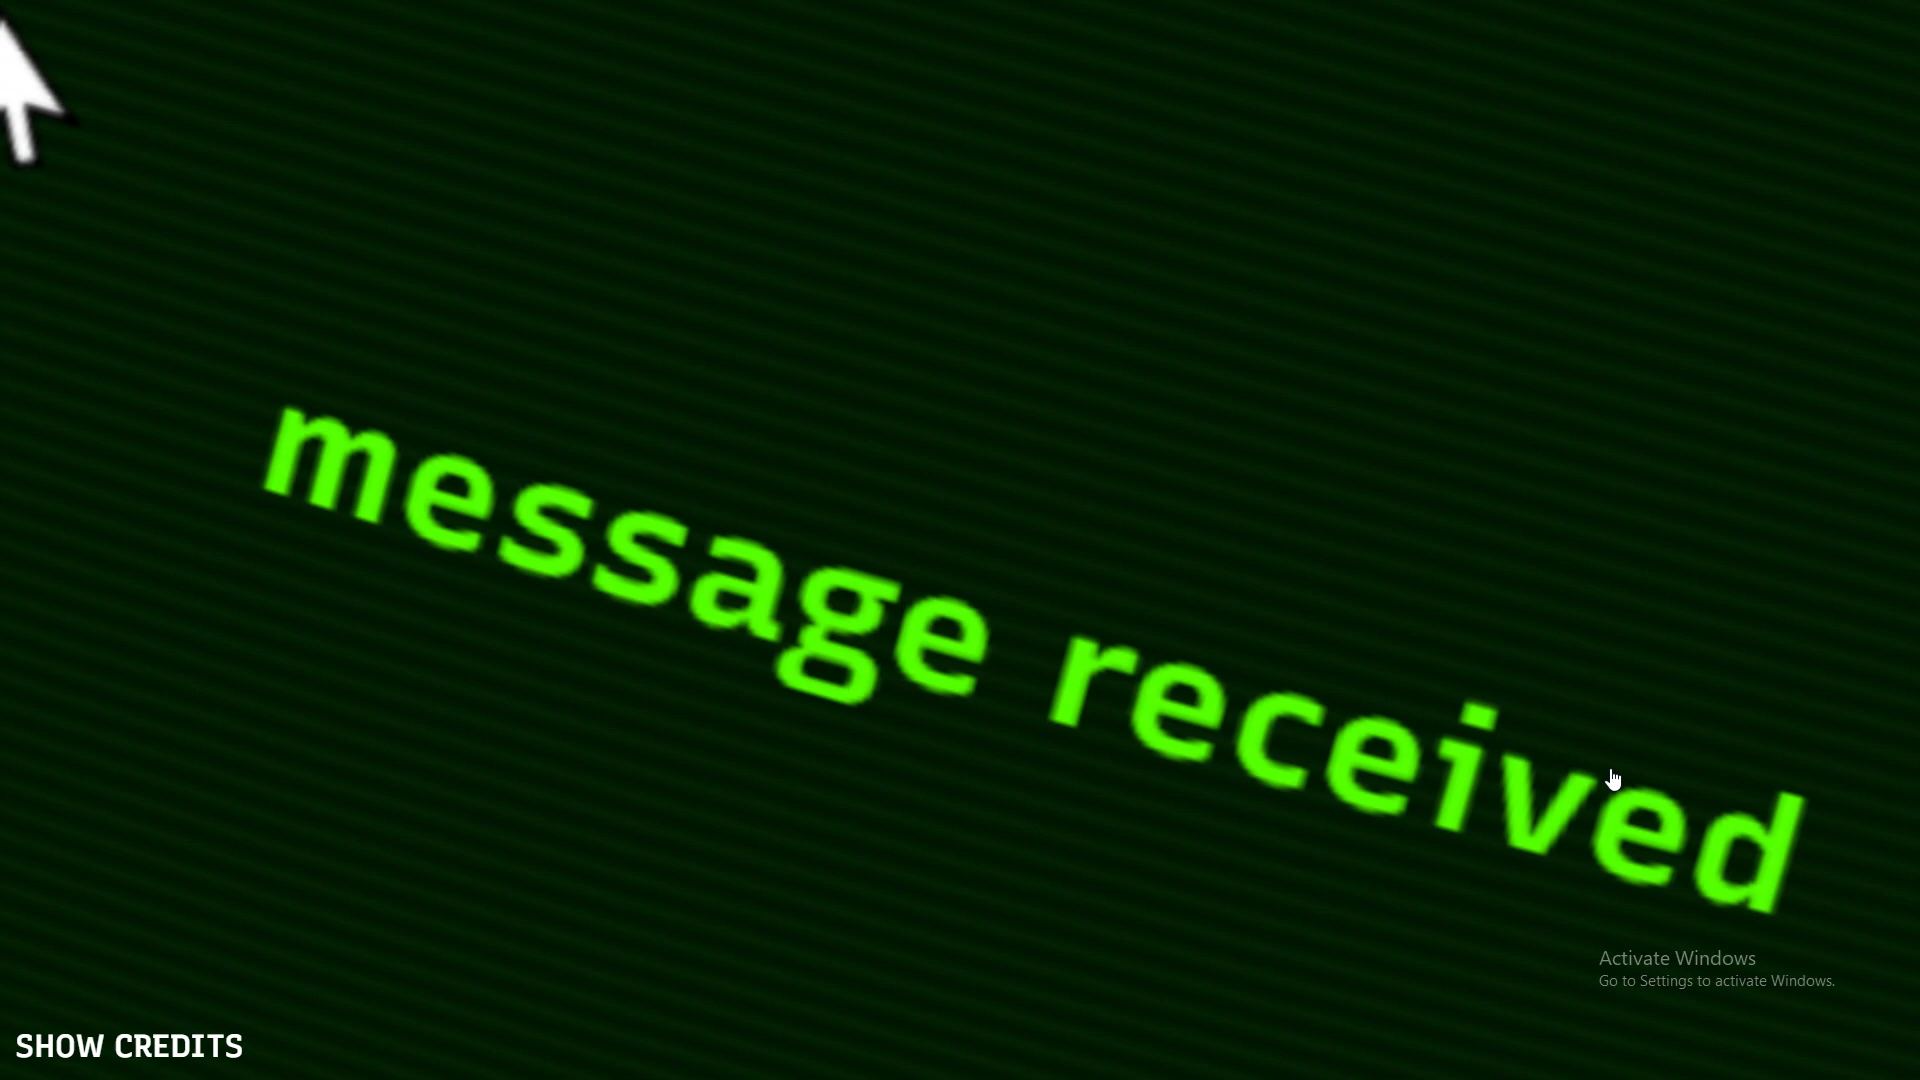 message received
Activate Windows
Go to Settings to activate Windows.
SHOW CREDITS